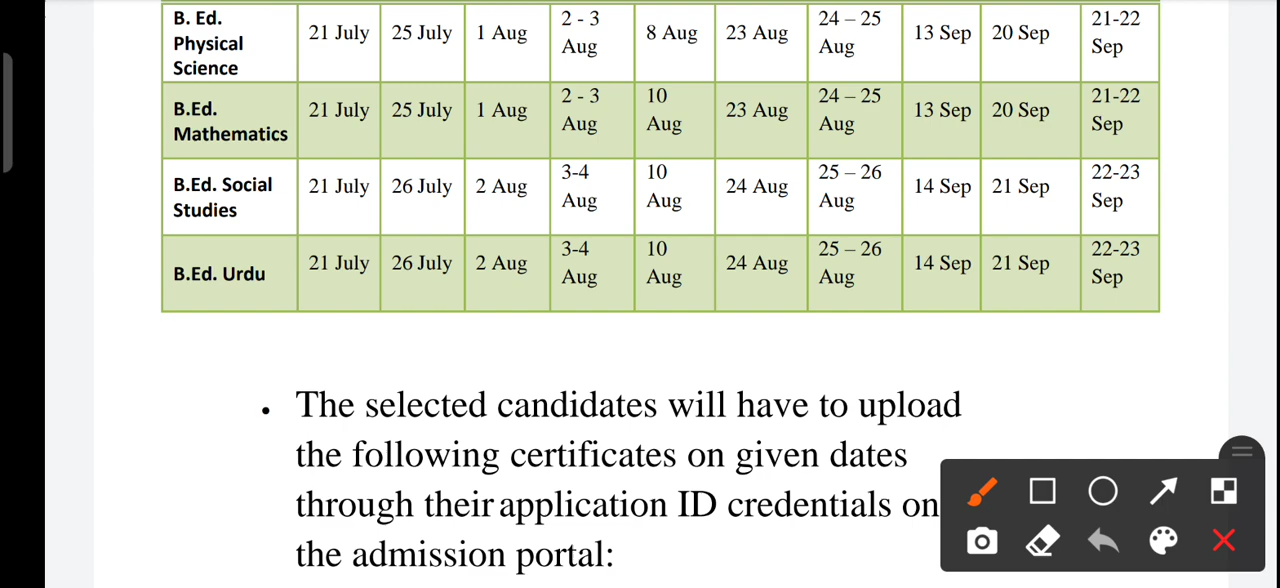 B. Ed. Physical Science 21 July 25 July 1 Aug 2 - 3 Aug 8 Aug 23 Aug 24 – 25 Aug 13 Sep 20 Sep 21-22 Sep
B.Ed. Mathematics 21 July 25 July 1 Aug 2 - 3 Aug 10 Aug 23 Aug 24 – 25 Aug 13 Sep 20 Sep 21-22 Sep
B.Ed. Social Studies 21 July 26 July 2 Aug 3-4 Aug 10 Aug 24 Aug 25 – 26 Aug 14 Sep 21 Sep 22-23 Sep
B.Ed. Urdu 21 July 26 July 2 Aug 3-4 Aug 10 Aug 24 Aug 25 – 26 Aug 14 Sep 21 Sep 22-23 Sep
• The selected candidates will have to upload
the following certificates on given dates
through their application ID credentials on
the admission portal: